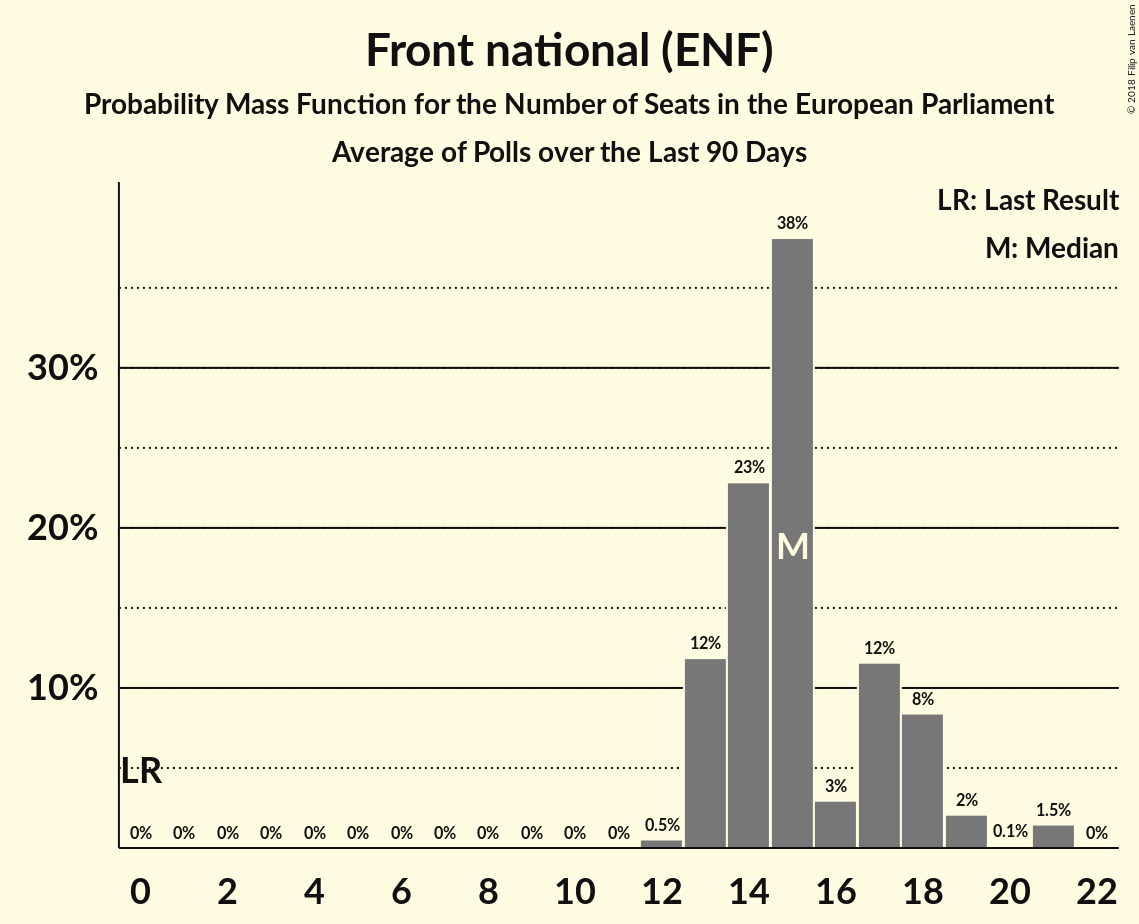 Front national (ENF)
Probability Mass Function for the Number of Seats in the European Parliament
Average of Polls over the Last 90 Days
© 2018 Filip van Laenen
LR: Last Result
M: Median
38%
30%
23%
20%
M
12%
12%
10%
8%
LR
3%
2%
1.5%
0% 0% 0% 0% 0% 0% 0% 0% 0% 0% 0% 0% 0.5% 0.1% 0%
0 2 4 6 8 10 12 14 16 18 20 22